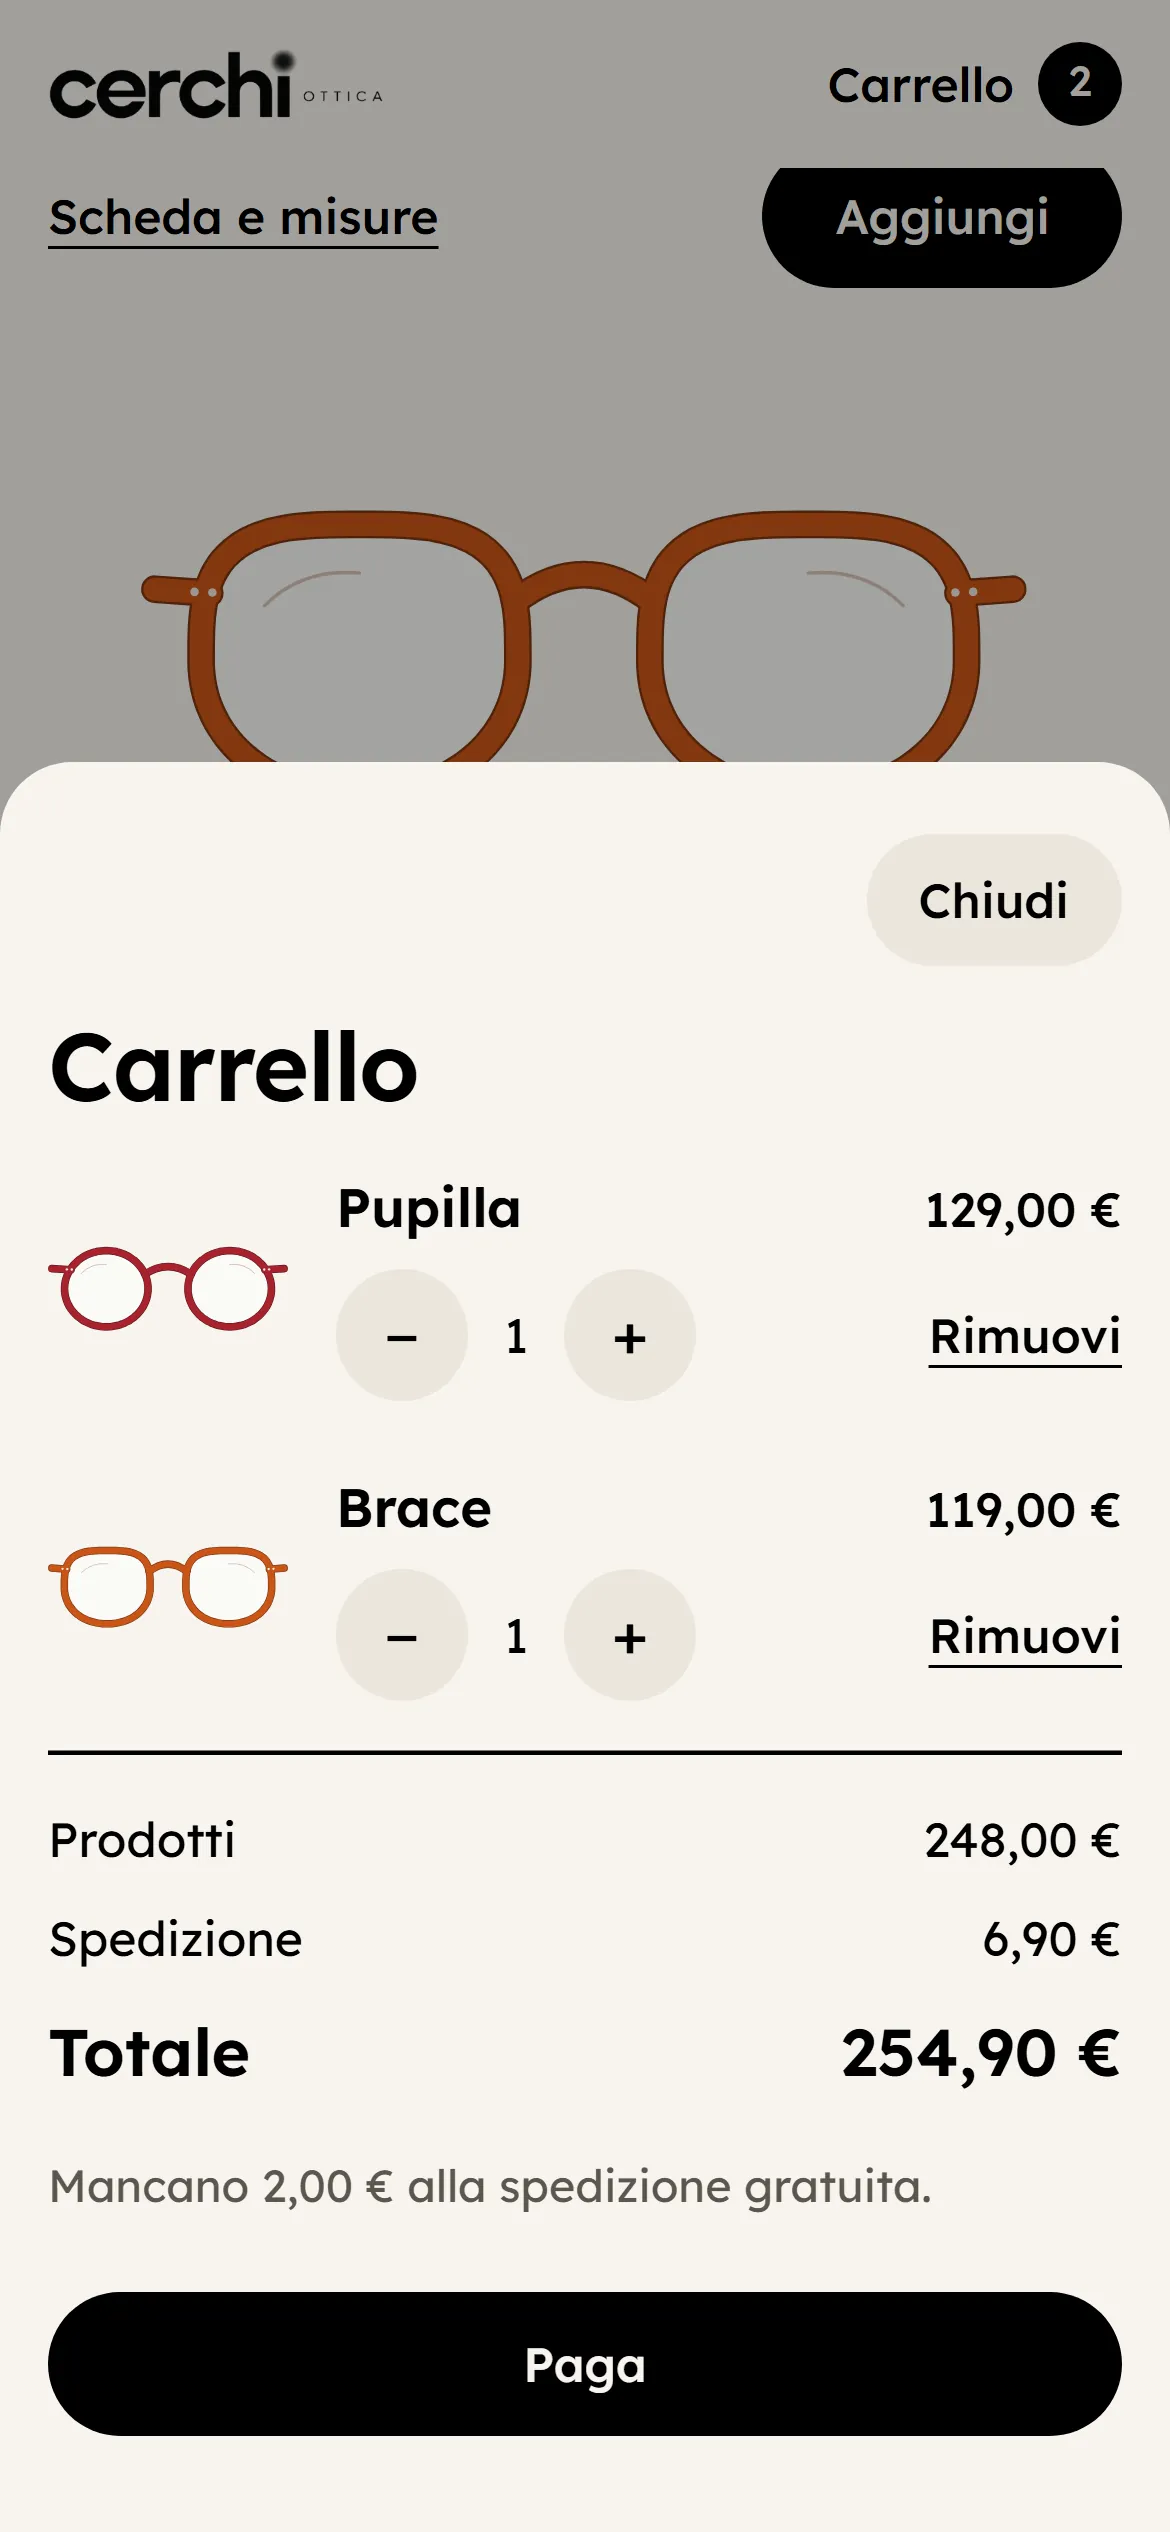 cerchi OTTICA
Carrello 2
Scheda e misure
Aggiungi
Chiudi
Carrello
Pupilla 129,00 €
− 1 + Rimuovi
Brace 119,00 €
− 1 + Rimuovi
Prodotti 248,00 €
Spedizione 6,90 €
Totale 254,90 €
Mancano 2,00 € alla spedizione gratuita.
Paga